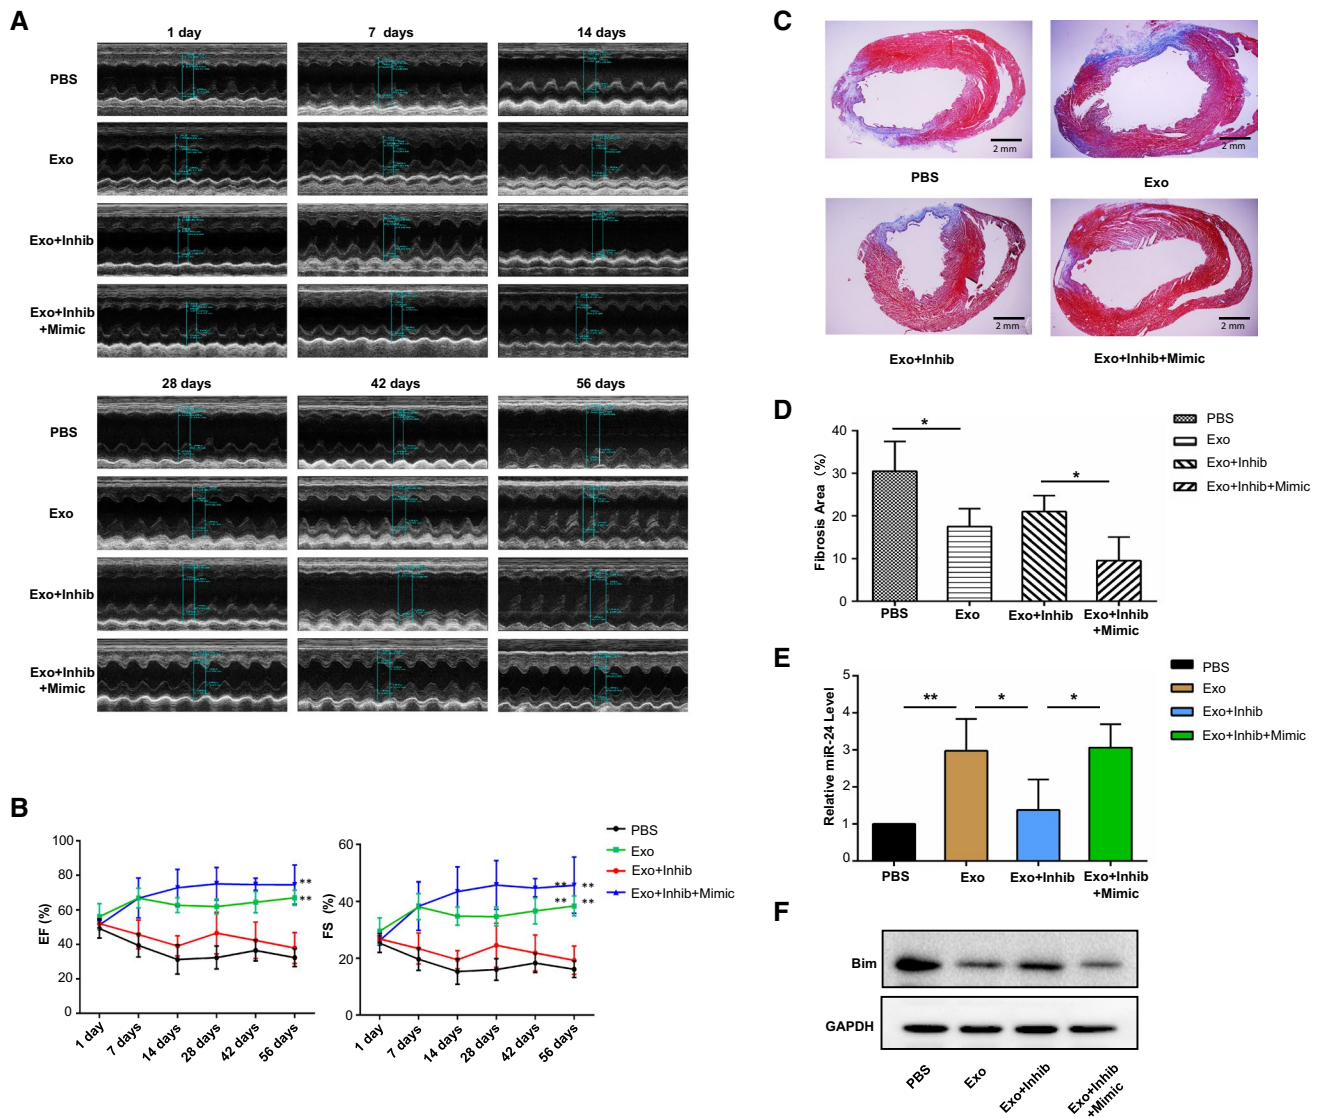 A
1 day
7 days
14 days
PBS
Exo
Exo+Inhib
Exo+Inhib
+Mimic
28 days
42 days
56 days
PBS
Exo
Exo+Inhib
Exo+Inhib
+Mimic
B
EF (%)
100
80
60
40
20
0
**
**
1 day
7 days
14 days
28 days
42 days
56 days
FS (%)
60
40
20
0
** **
** **
1 day
7 days
14 days
28 days
42 days
56 days
PBS
Exo
Exo+Inhib
Exo+Inhib+Mimic
C
2 mm
PBS
2 mm
Exo
2 mm
Exo+Inhib
2 mm
Exo+Inhib+Mimic
D
Fibrosis Area (%)
40
30
20
10
0
*
*
PBS
Exo
Exo+Inhib
Exo+Inhib
+Mimic
PBS
Exo
Exo+Inhib
Exo+Inhib+Mimic
E
Relative miR-24 Level
5
4
3
2
1
0
**
*
*
PBS
Exo
Exo+Inhib
Exo+Inhib
+Mimic
PBS
Exo
Exo+Inhib
Exo+Inhib+Mimic
F
Bim
GAPDH
PBS
Exo
Exo+Inhib
Exo+Inhib
+Mimic